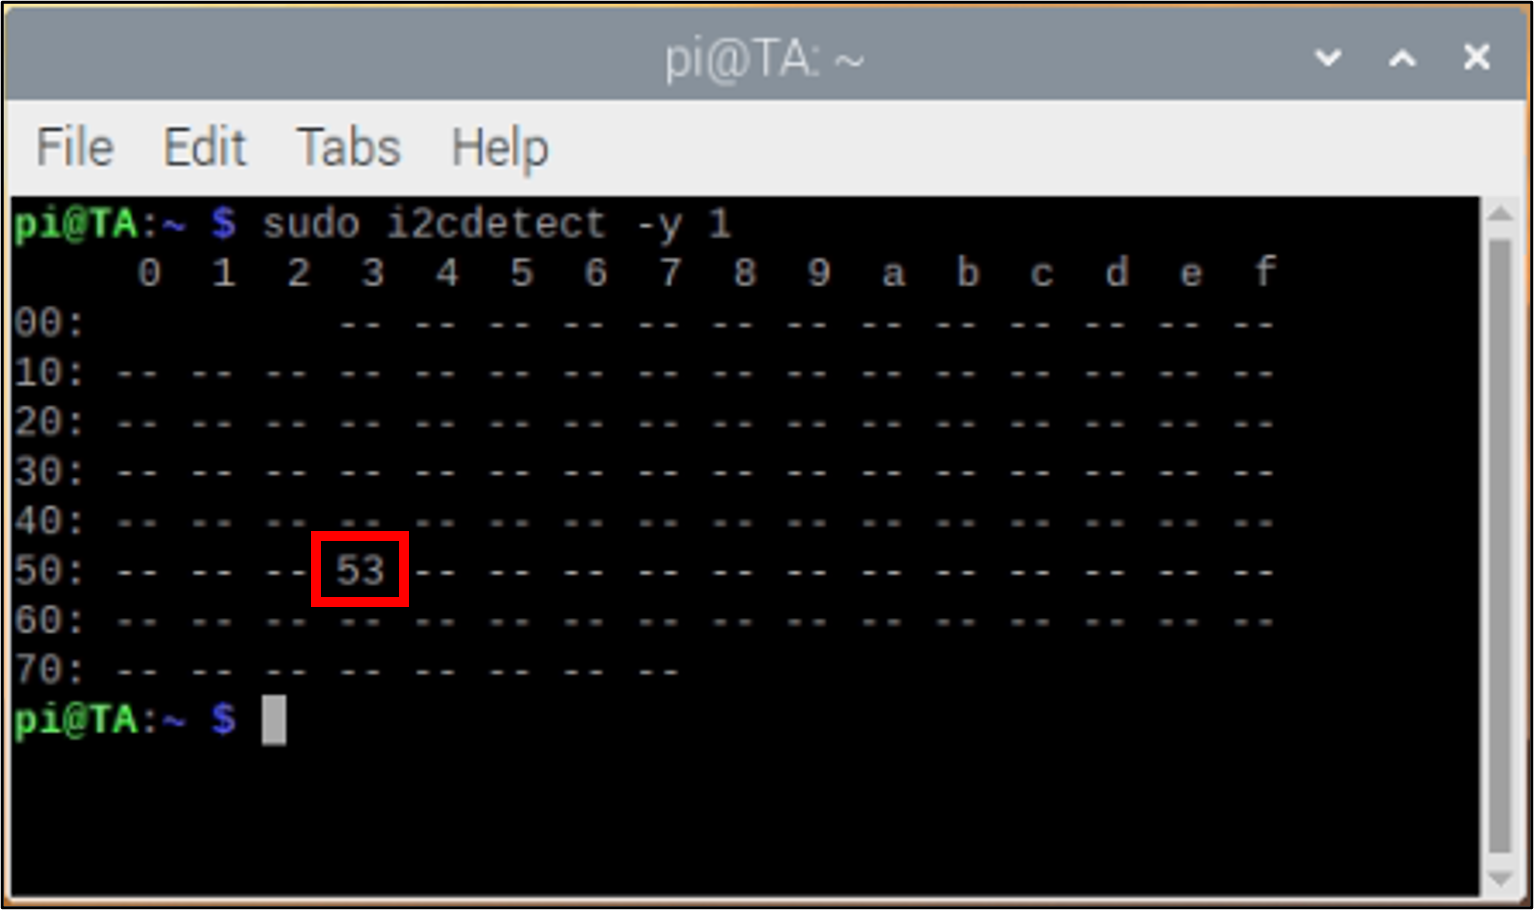 pi@TA: ~
File Edit Tabs Help
pi@TA:~ $ sudo i2cdetect -y 1
     0  1  2  3  4  5  6  7  8  9  a  b  c  d  e  f
00:          -- -- -- -- -- -- -- -- -- -- -- -- --
10: -- -- -- -- -- -- -- -- -- -- -- -- -- -- -- --
20: -- -- -- -- -- -- -- -- -- -- -- -- -- -- -- --
30: -- -- -- -- -- -- -- -- -- -- -- -- -- -- -- --
40: -- -- -- -- -- -- -- -- -- -- -- -- -- -- -- --
50: -- -- -- 53 -- -- -- -- -- -- -- -- -- -- -- --
60: -- -- -- -- -- -- -- -- -- -- -- -- -- -- -- --
70: -- -- -- -- -- -- -- --
pi@TA:~ $